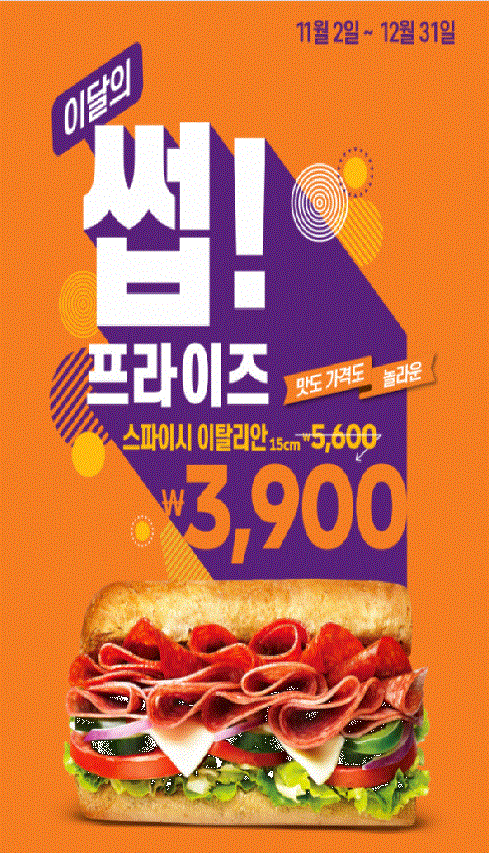 11월 2일 ~ 12월 31일
이달의
썹!
프라이즈
맛도 가격도 놀라운
스파이시 이탈리안 15cm ₩5,600
₩3,900